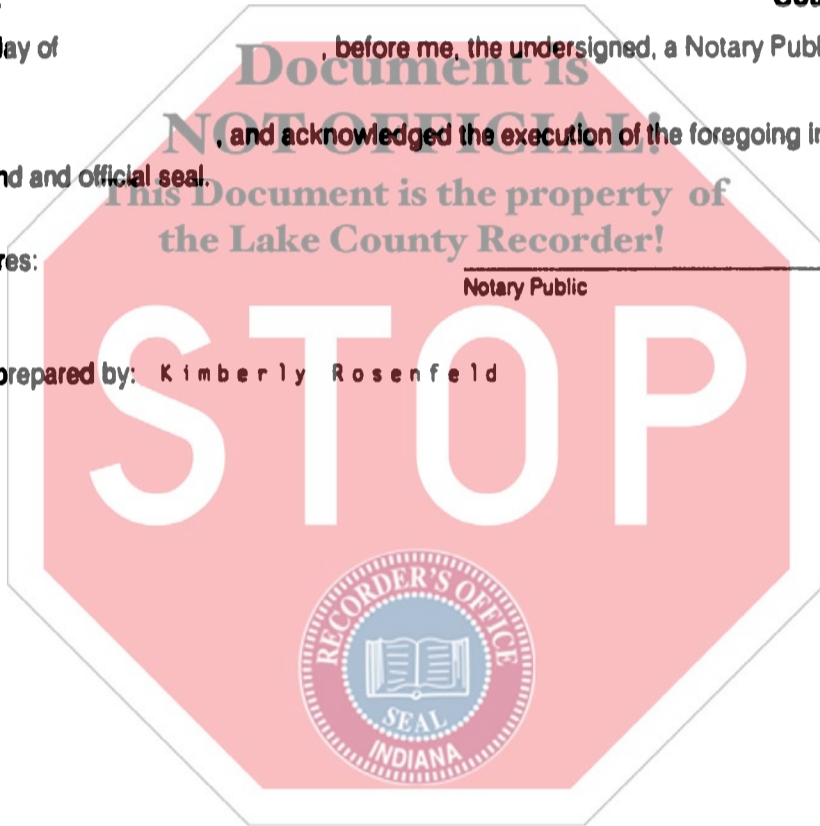 day of , before me, the undersigned, a Notary Publ
Document is
NOT OFFICIAL!
, and acknowledged the execution of the foregoing in
nd and official seal.
This Document is the property of
the Lake County Recorder!
res:
Notary Public
prepared by: Kimberly Rosenfeld
STOP
RECORDER'S OFFICE
SEAL
INDIANA